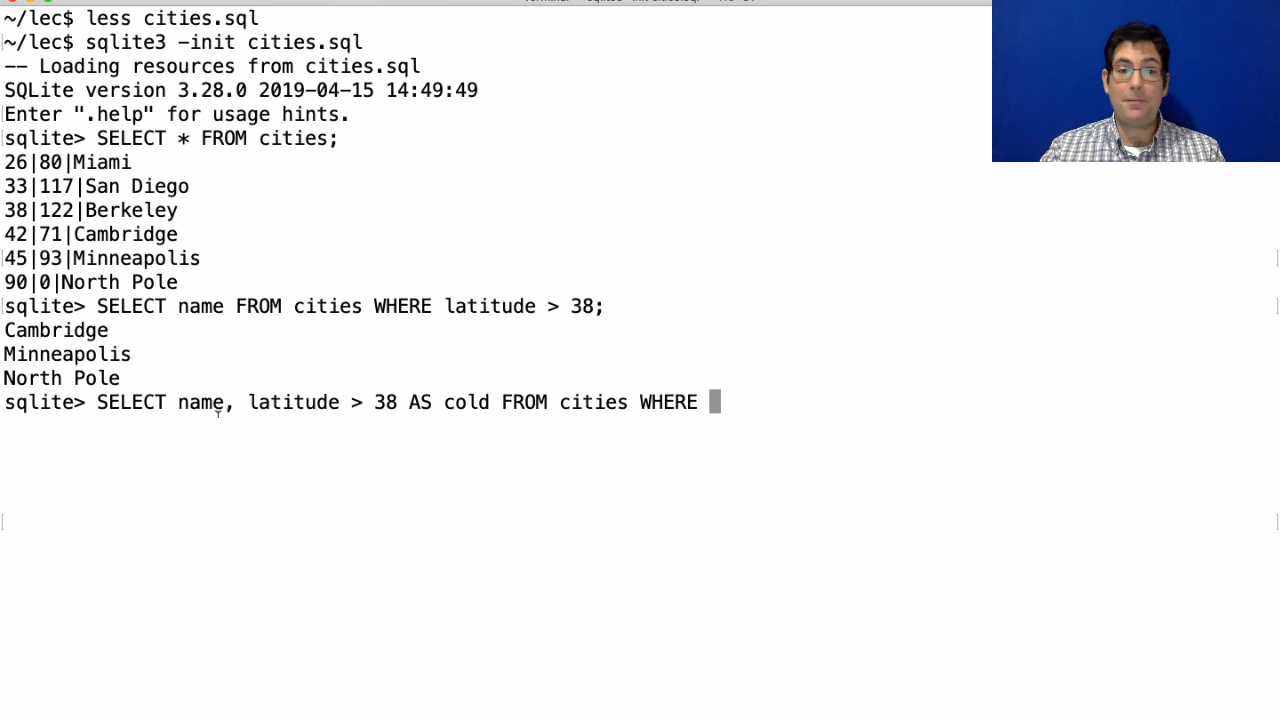 ~/lec$ less cities.sql
~/lec$ sqlite3 -init cities.sql
-- Loading resources from cities.sql
SQLite version 3.28.0 2019-04-15 14:49:49
Enter ".help" for usage hints.
sqlite> SELECT * FROM cities;
26|80|Miami
33|117|San Diego
38|122|Berkeley
42|71|Cambridge
45|93|Minneapolis
90|0|North Pole
sqlite> SELECT name FROM cities WHERE latitude > 38;
Cambridge
Minneapolis
North Pole
sqlite> SELECT name, latitude > 38 AS cold FROM cities WHERE